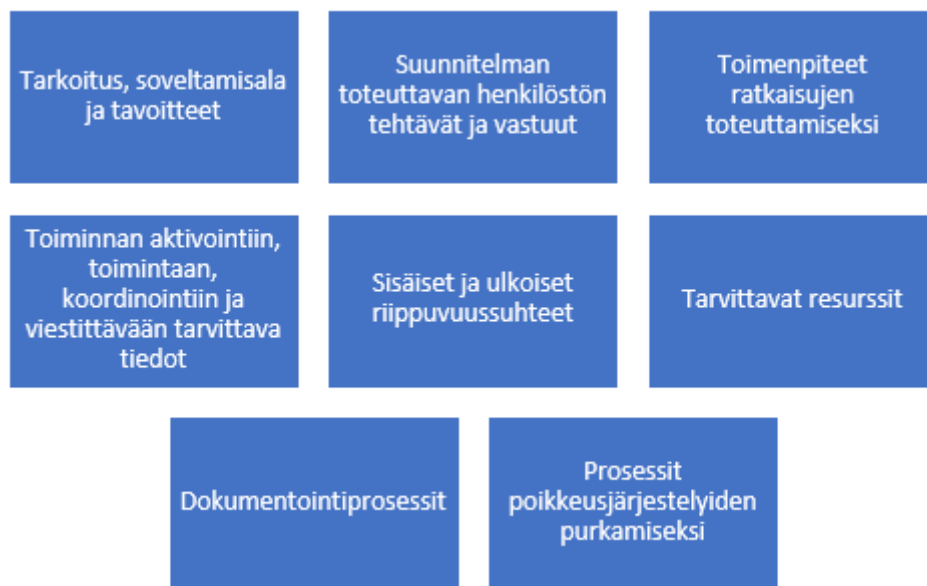 Tarkoitus, soveltamisala
ja tavoitteet
Suunnitelman
toteuttavan henkilöstön
tehtävät ja vastuut
Toimenpiteet
ratkaisujen
toteuttamiseksi
Toiminnan aktivointiin,
toimintaan,
koordinointiin ja
viestittävään tarvittava
tiedot
Sisäiset ja ulkoiset
riippuvuussuhteet
Tarvittavat resurssit
Dokumentointiprosessit
Prosessit
poikkeusjärjestelyiden
purkamiseksi